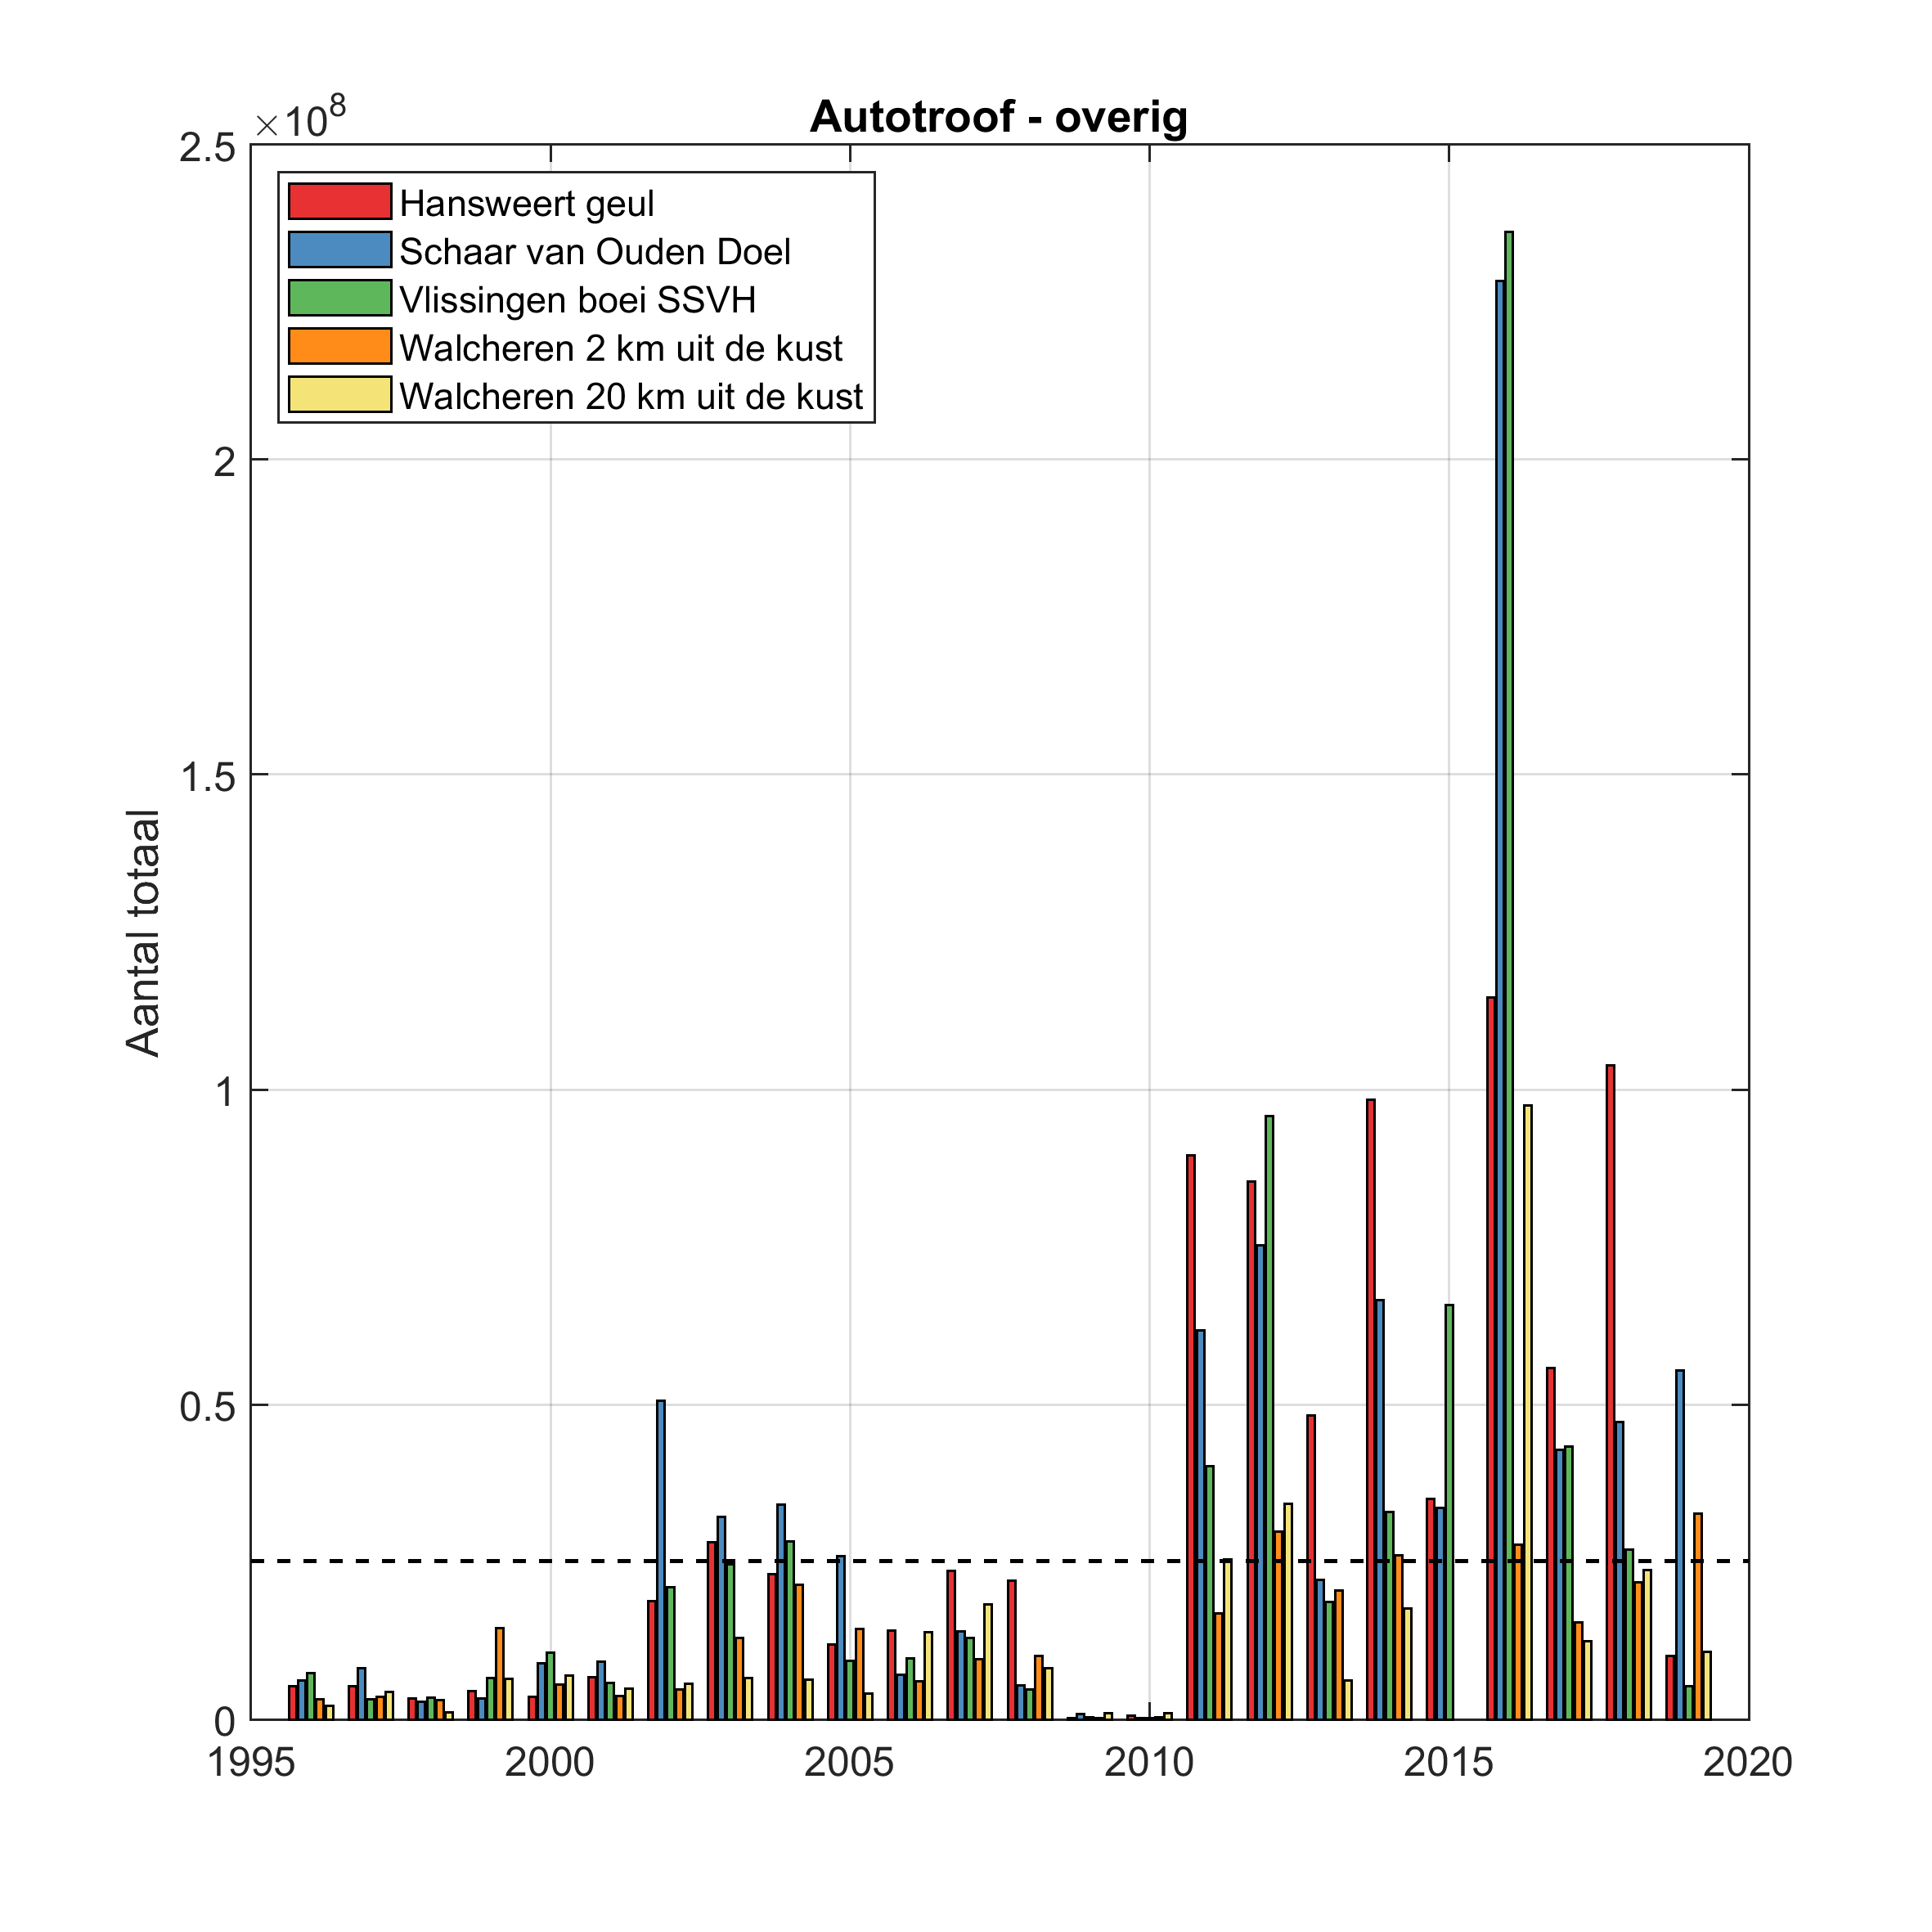 Autotroof - overig
×10⁸
2.5
2
1.5
1
0.5
0
Aantal totaal
Hansweert geul
Schaar van Ouden Doel
Vlissingen boei SSVH
Walcheren 2 km uit de kust
Walcheren 20 km uit de kust
1995 2000 2005 2010 2015 2020